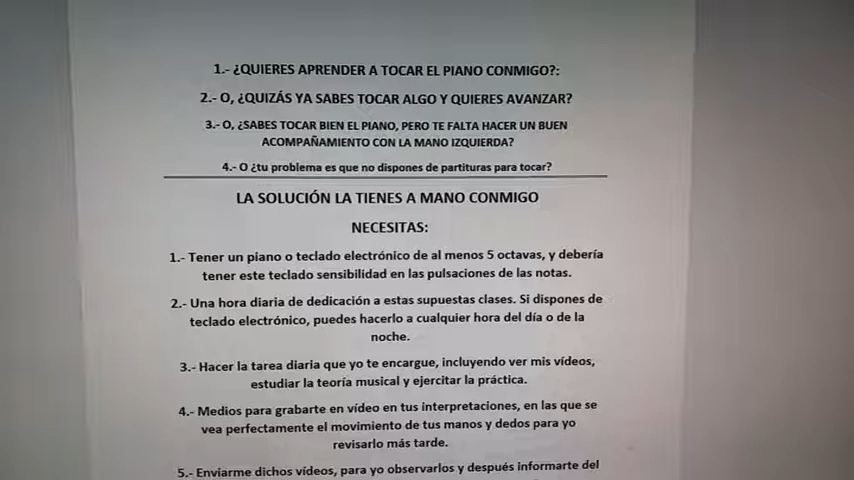 1.- ¿QUIERES APRENDER A TOCAR EL PIANO CONMIGO?:
2.- O, ¿QUIZÁS YA SABES TOCAR ALGO Y QUIERES AVANZAR?
3.- O, ¿SABES TOCAR BIEN EL PIANO, PERO TE FALTA HACER UN BUEN
ACOMPAÑAMIENTO CON LA MANO IZQUIERDA?
4.- O ¿tu problema es que no dispones de partituras para tocar?
LA SOLUCIÓN LA TIENES A MANO CONMIGO
NECESITAS:
1.- Tener un piano o teclado electrónico de al menos 5 octavas, y debería
tener este teclado sensibilidad en las pulsaciones de las notas.
2.- Una hora diaria de dedicación a estas supuestas clases. Si dispones de
teclado electrónico, puedes hacerlo a cualquier hora del día o de la
noche.
3.- Hacer la tarea diaria que yo te encargue, incluyendo ver mis vídeos,
estudiar la teoría musical y ejercitar la práctica.
4.- Medios para grabarte en vídeo en tus interpretaciones, en las que se
vea perfectamente el movimiento de tus manos y dedos para yo
revisarlo más tarde.
5.- Enviarme dichos vídeos, para yo observarlos y después informarte del